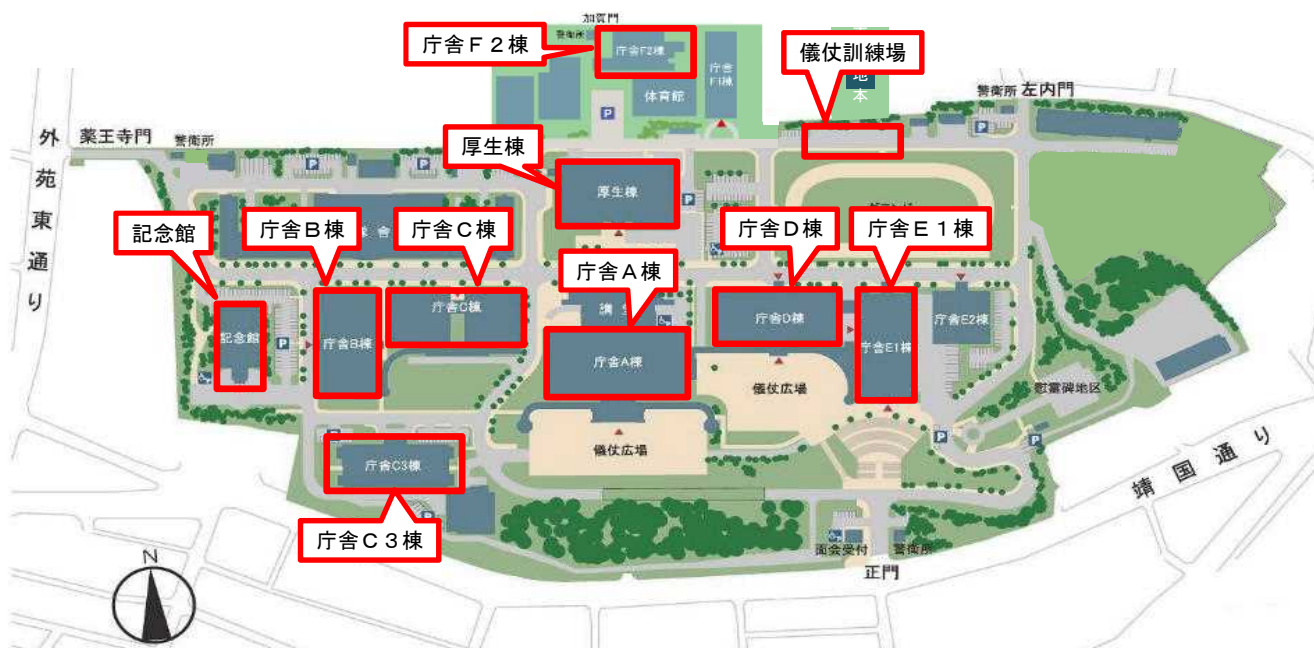 加賀門
警衛所
庁舎F2棟
庁舎Ｆ２棟
庁舎F1棟
体育館
P
儀仗訓練場
地本
警衛所
左内門
P
外苑東通り
薬王寺門
警衛所
P
P
厚生棟
厚生棟
P
記念館
庁舎Ｂ棟
庁舎Ｃ棟
庁舎Ａ棟
庁舎Ｄ棟
庁舎Ｅ１棟
記念館
P
庁舎B棟
庁舎C棟
庁舎A棟
庁舎D棟
庁舎E1棟
庁舎E2棟
慰霊碑地区
儀仗広場
儀仗広場
P
P
P
庁舎C3棟
P
庁舎Ｃ３棟
靖国通り
面会受付
警衛所
正門
N